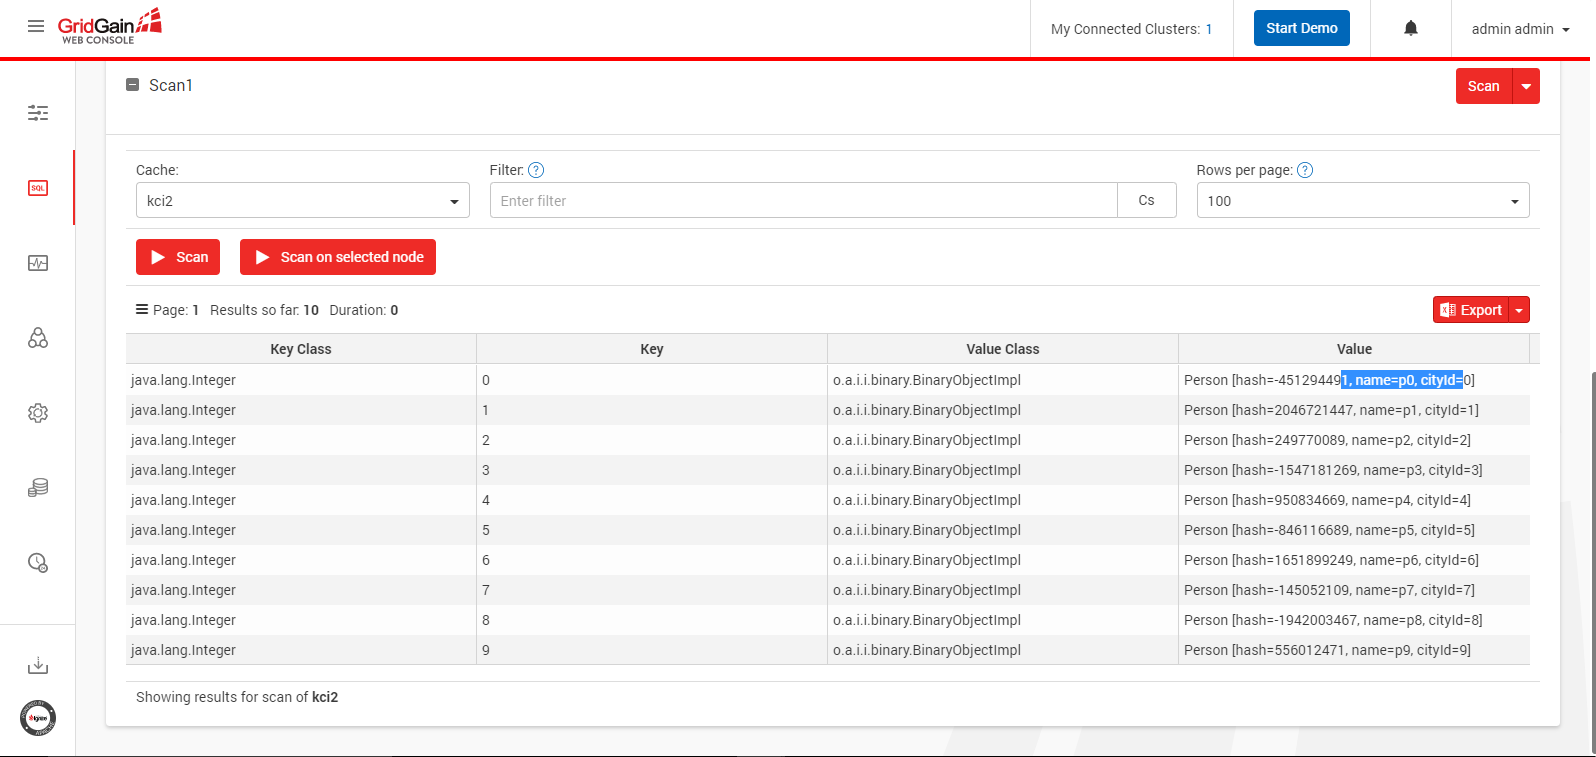 GridGain
WEB CONSOLE
My Connected Clusters: 1
Start Demo
admin admin
Scan1
Scan
SQL
Cache:
Filter: ?
Rows per page: ?
kci2
Enter filter
Cs
100
Scan
Scan on selected node
Page: 1 Results so far: 10 Duration: 0
Export
Key Class Key Value Class Value
java.lang.Integer 0 o.a.i.i.binary.BinaryObjectImpl Person [hash=-451294491, name=p0, cityId=0]
java.lang.Integer 1 o.a.i.i.binary.BinaryObjectImpl Person [hash=2046721447, name=p1, cityId=1]
java.lang.Integer 2 o.a.i.i.binary.BinaryObjectImpl Person [hash=249770089, name=p2, cityId=2]
java.lang.Integer 3 o.a.i.i.binary.BinaryObjectImpl Person [hash=-1547181269, name=p3, cityId=3]
java.lang.Integer 4 o.a.i.i.binary.BinaryObjectImpl Person [hash=950834669, name=p4, cityId=4]
java.lang.Integer 5 o.a.i.i.binary.BinaryObjectImpl Person [hash=-846116689, name=p5, cityId=5]
java.lang.Integer 6 o.a.i.i.binary.BinaryObjectImpl Person [hash=1651899249, name=p6, cityId=6]
java.lang.Integer 7 o.a.i.i.binary.BinaryObjectImpl Person [hash=-145052109, name=p7, cityId=7]
java.lang.Integer 8 o.a.i.i.binary.BinaryObjectImpl Person [hash=-1942003467, name=p8, cityId=8]
java.lang.Integer 9 o.a.i.i.binary.BinaryObjectImpl Person [hash=556012471, name=p9, cityId=9]
Showing results for scan of kci2